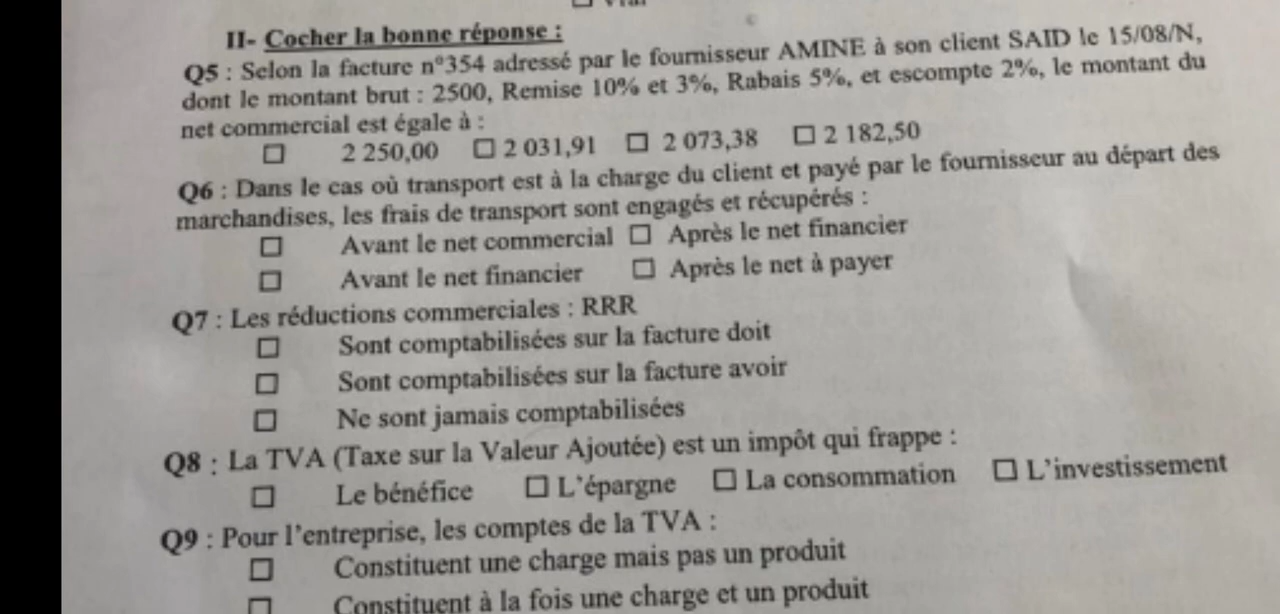 II- Cocher la bonne réponse :
Q5 : Selon la facture n°354 adressé par le fournisseur AMINE à son client SAID le 15/08/N,
dont le montant brut : 2500, Remise 10% et 3%, Rabais 5%, et escompte 2%, le montant du
net commercial est égale à :
☐ 2 250,00 ☐ 2 031,91 ☐ 2 073,38 ☐ 2 182,50
Q6 : Dans le cas où transport est à la charge du client et payé par le fournisseur au départ des
marchandises, les frais de transport sont engagés et récupérés :
☐ Avant le net commercial ☐ Après le net financier
☐ Avant le net financier ☐ Après le net à payer
Q7 : Les réductions commerciales : RRR
☐ Sont comptabilisées sur la facture doit
☐ Sont comptabilisées sur la facture avoir
☐ Ne sont jamais comptabilisées
Q8 : La TVA (Taxe sur la Valeur Ajoutée) est un impôt qui frappe :
☐ Le bénéfice ☐ L'épargne ☐ La consommation ☐ L'investissement
Q9 : Pour l'entreprise, les comptes de la TVA :
☐ Constituent une charge mais pas un produit
☐ Constituent à la fois une charge et un produit